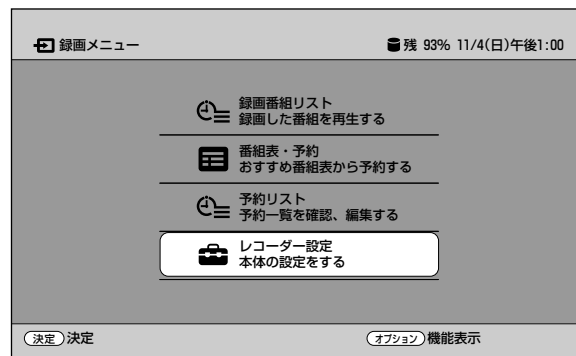 録画メニュー
残 93% 11/4(日)午後1:00
録画番組リスト
録画した番組を再生する
番組表・予約
おすすめ番組表から予約する
予約リスト
予約一覧を確認、編集する
レコーダー設定
本体の設定をする
決定 決定
オプション 機能表示